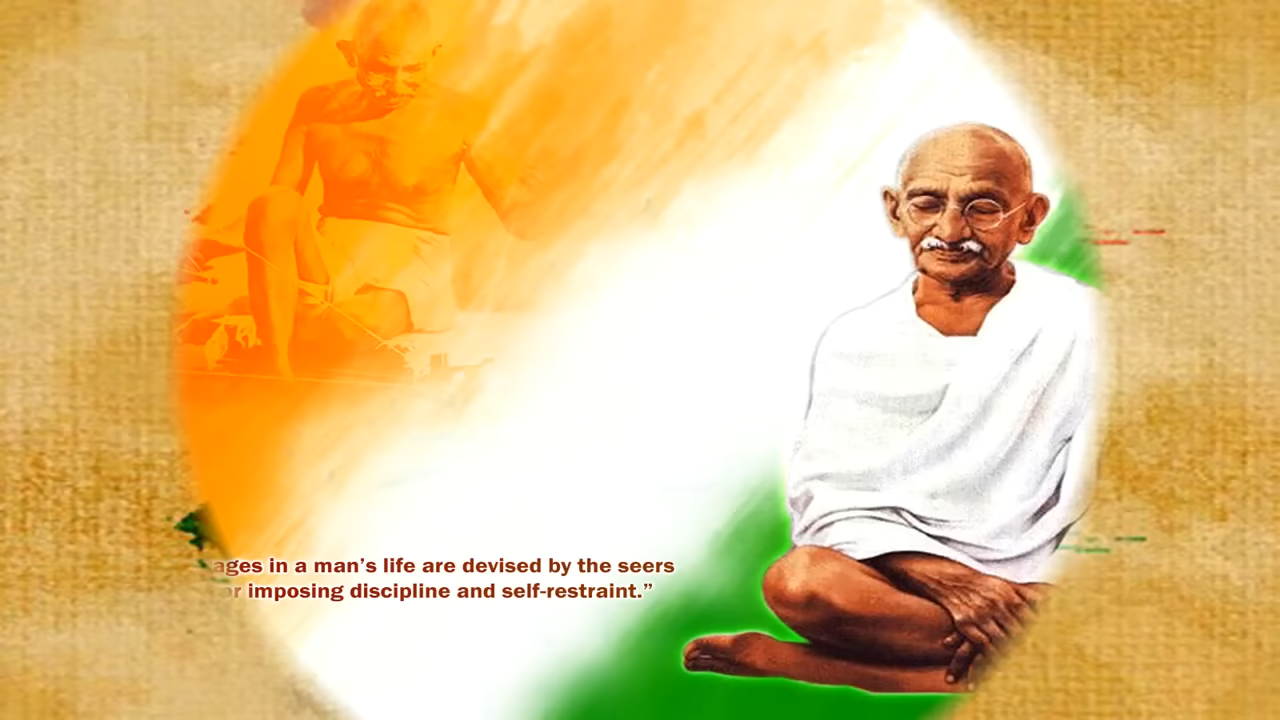 ages in a man’s life are devised by the seers
or imposing discipline and self-restraint.”